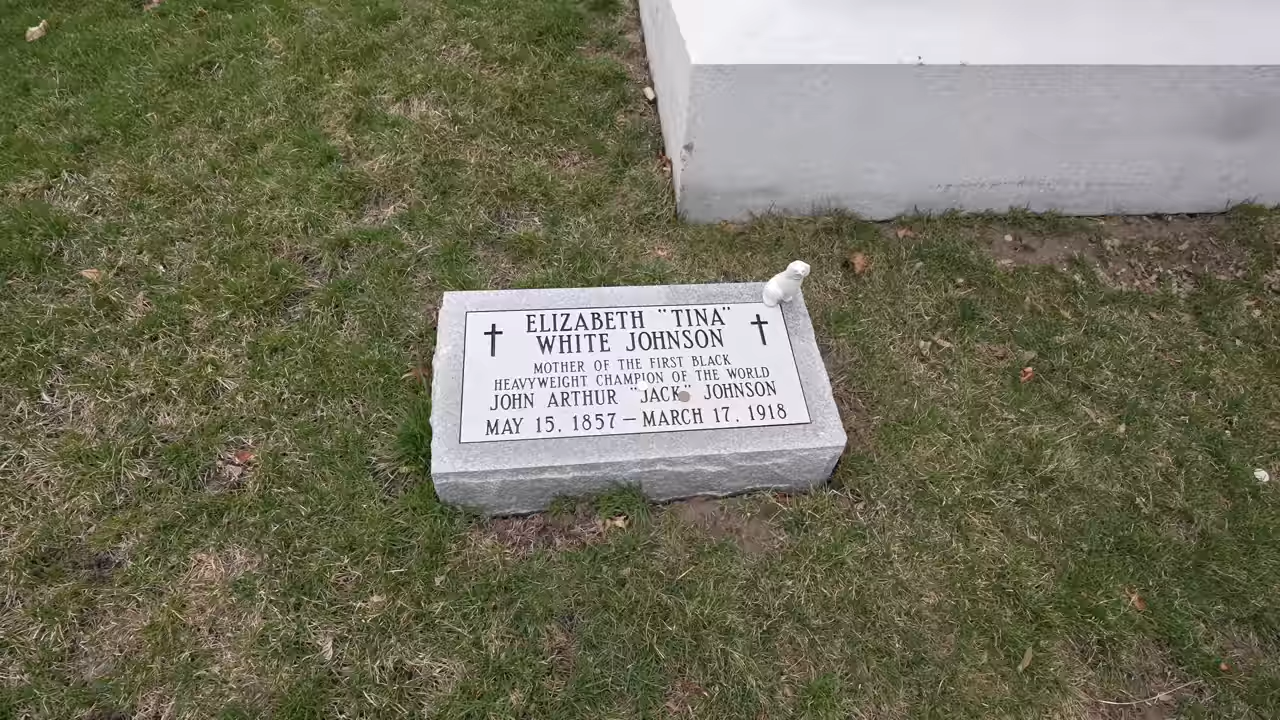 ELIZABETH "TINA"
WHITE JOHNSON
MOTHER OF THE FIRST BLACK
HEAVYWEIGHT CHAMPION OF THE WORLD
JOHN ARTHUR "JACK" JOHNSON
MAY 15, 1857 – MARCH 17, 1918